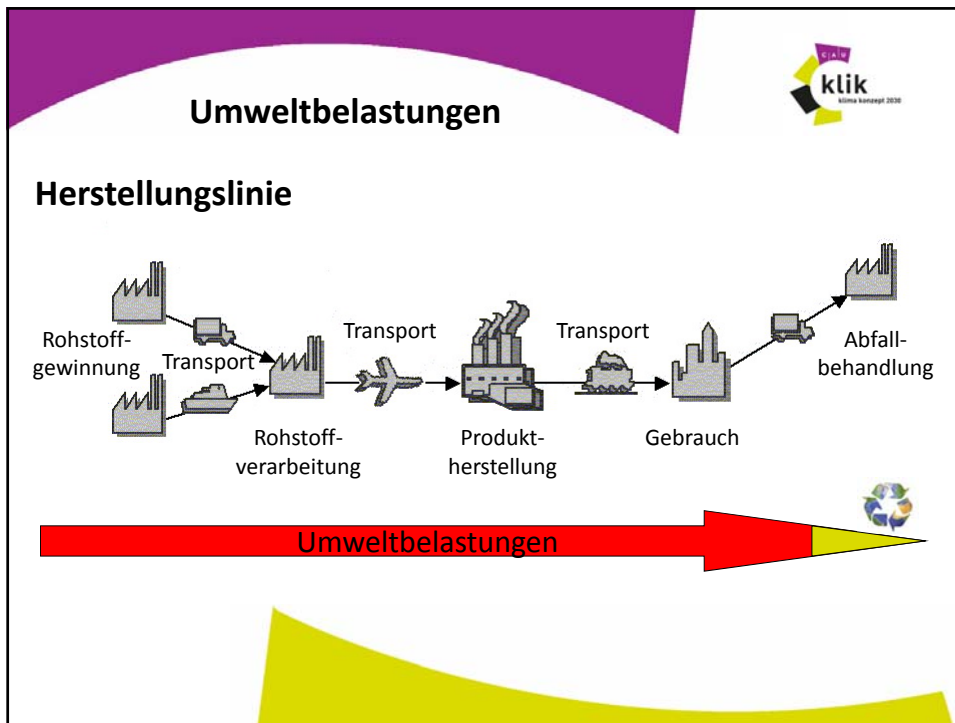 CAU
klik
klima konzept 2030
Umweltbelastungen
Herstellungslinie
Rohstoff-
gewinnung
Transport
Transport
Transport
Abfall-
behandlung
Rohstoff-
verarbeitung
Produkt-
herstellung
Gebrauch
Umweltbelastungen